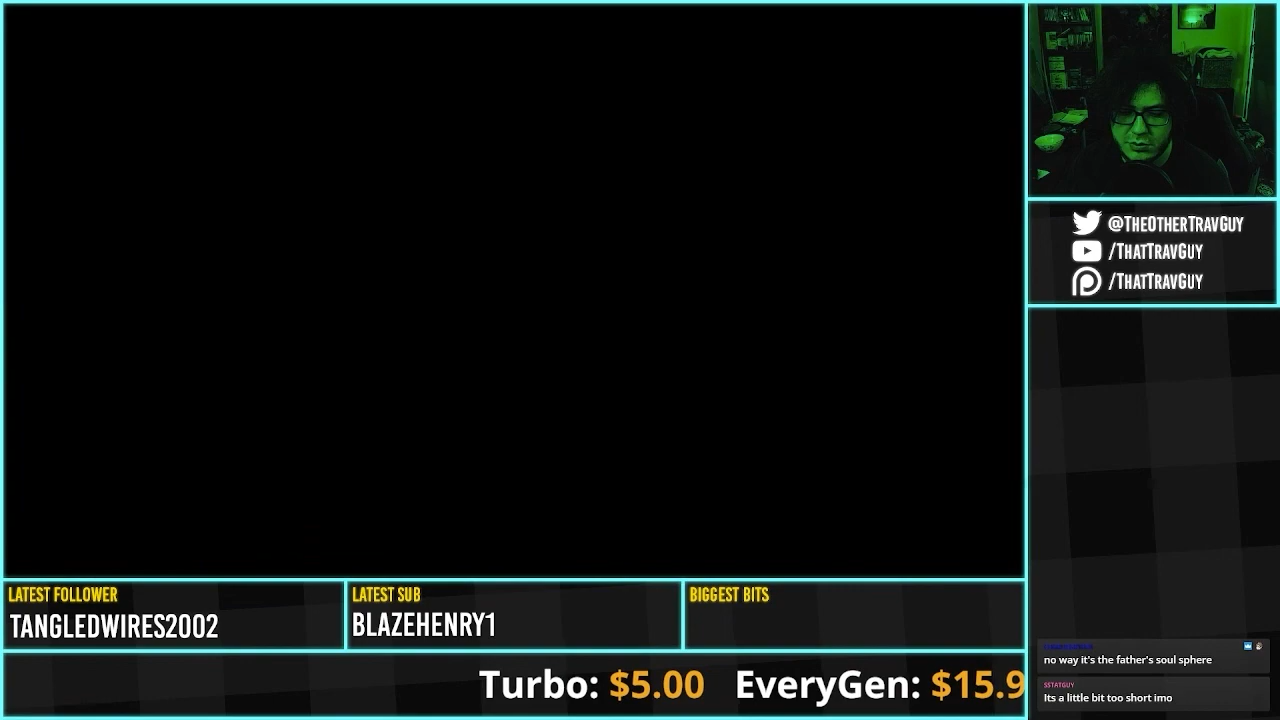 @TheOtherTravGuy
/ThatTravGuy
/ThatTravGuy
LATEST FOLLOWER
TANGLEDWIRES2002
LATEST SUB
BLAZEHENRY1
BIGGEST BITS
Turbo: $5.00 EveryGen: $15.9
no way it's the father's soul sphere
SSTATGUY
Its a little bit too short imo